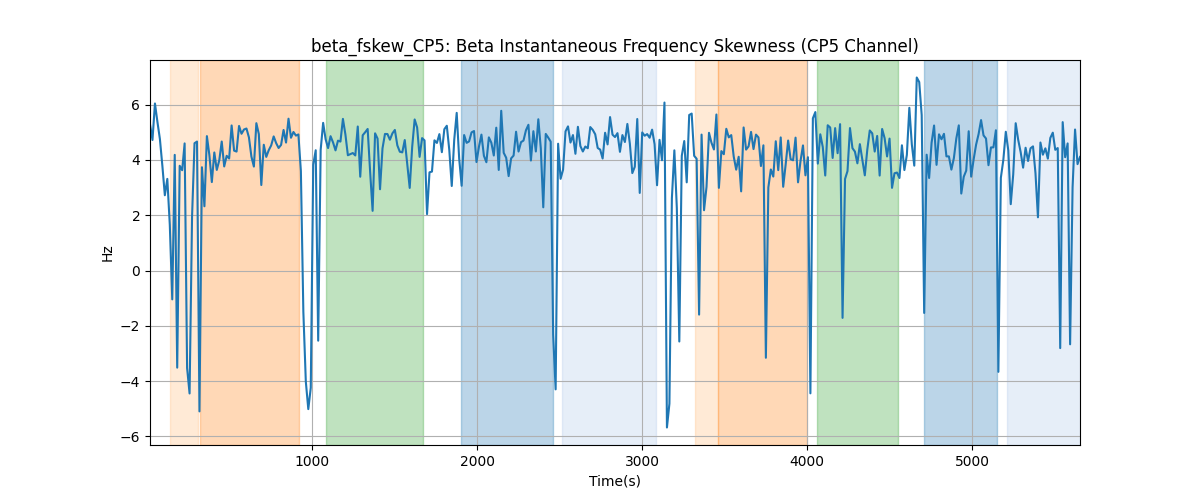 beta_fskew_CP5: Beta Instantaneous Frequency Skewness (CP5 Channel)
6
4
2
0
−2
−4
−6
Hz
1000 2000 3000 4000 5000
Time(s)